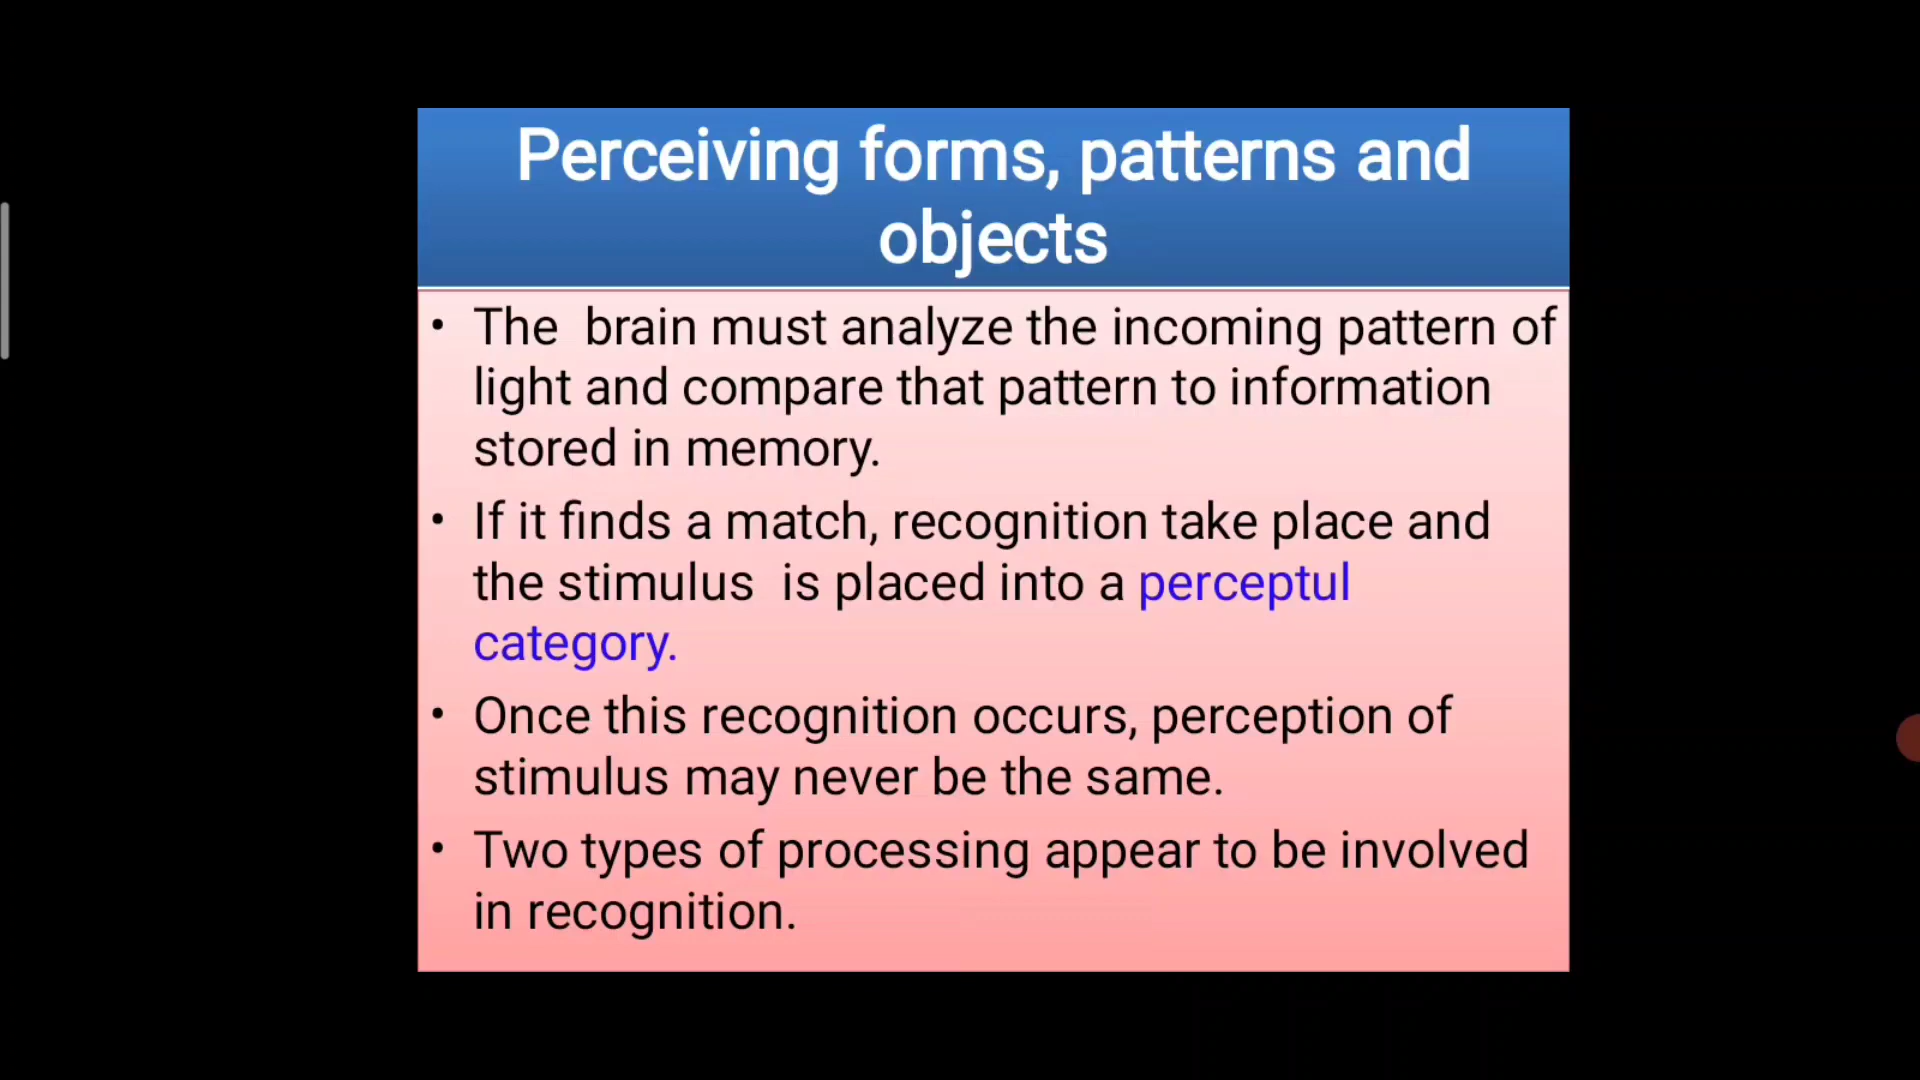 Perceiving forms, patterns and
objects
• The  brain must analyze the incoming pattern of
light and compare that pattern to information
stored in memory.
• If it finds a match, recognition take place and
the stimulus  is placed into a perceptul
category.
• Once this recognition occurs, perception of
stimulus may never be the same.
• Two types of processing appear to be involved
in recognition.